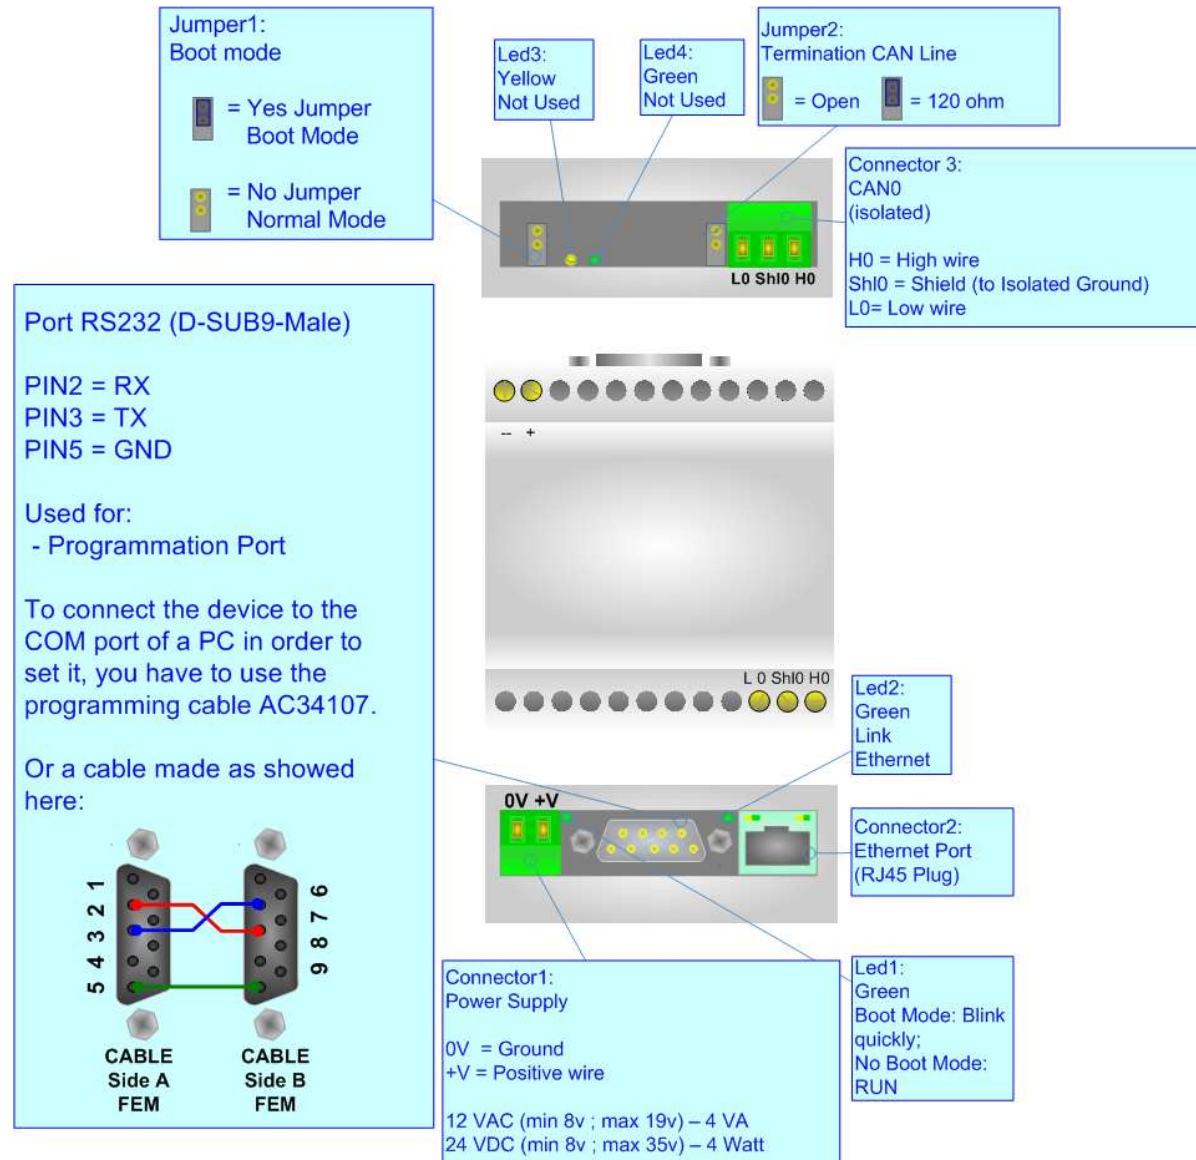 Jumper1:
Boot mode
= Yes Jumper
Boot Mode
= No Jumper
Normal Mode
Led3:
Yellow
Not Used
Led4:
Green
Not Used
Jumper2:
Termination CAN Line
= Open
= 120 ohm
Connector 3:
CAN0
(isolated)
H0 = High wire
Shl0 = Shield (to Isolated Ground)
L0= Low wire
L0 Shl0 H0
Port RS232 (D-SUB9-Male)
PIN2 = RX
PIN3 = TX
PIN5 = GND
Used for:
- Programmation Port
To connect the device to the
COM port of a PC in order to
set it, you have to use the
programming cable AC34107.
Or a cable made as showed
here:
1
2
3
4
5
6
7
8
9
CABLE
Side A
FEM
CABLE
Side B
FEM
-- +
L 0 Shl0 H0
Led2:
Green
Link
Ethernet
0V +V
Connector2:
Ethernet Port
(RJ45 Plug)
Connector1:
Power Supply
0V = Ground
+V = Positive wire
12 VAC (min 8v ; max 19v) – 4 VA
24 VDC (min 8v ; max 35v) – 4 Watt
Led1:
Green
Boot Mode: Blink
quickly;
No Boot Mode:
RUN